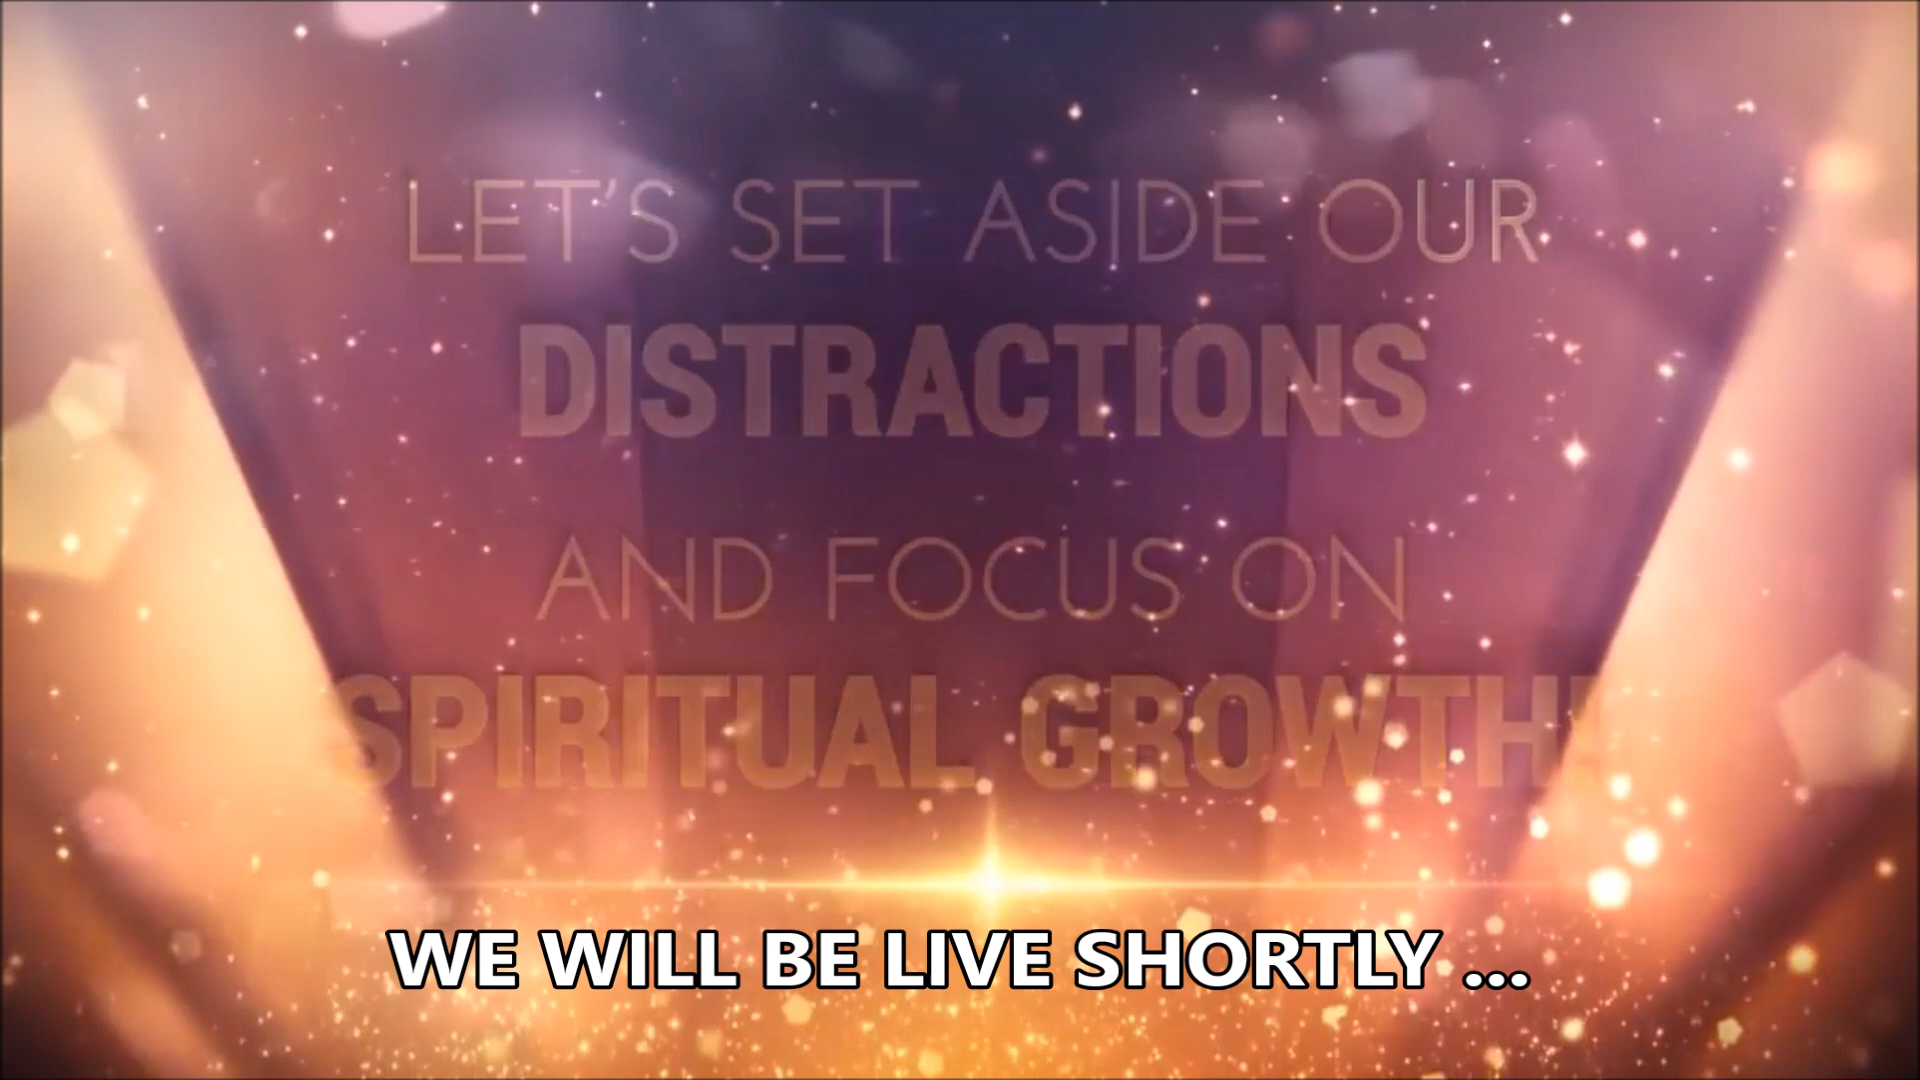 LET'S SET ASIDE OUR
DISTRACTIONS
AND FOCUS ON
SPIRITUAL GROWTH!
WE WILL BE LIVE SHORTLY ...